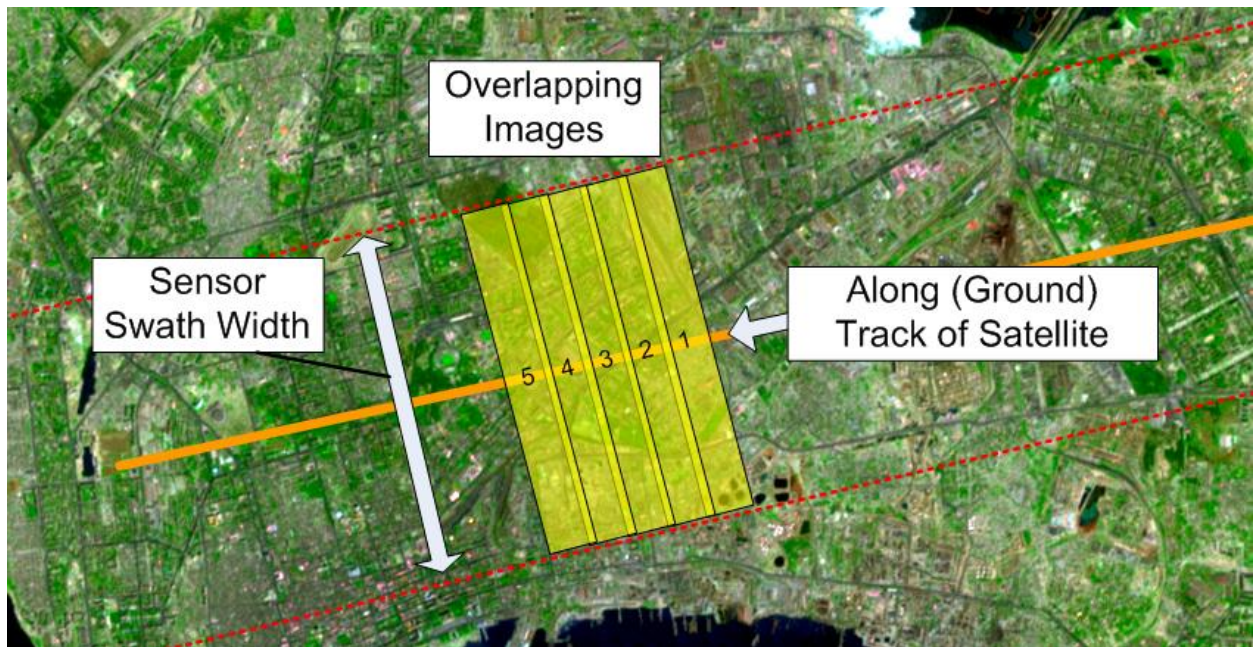 Overlapping
Images
Sensor
Swath Width
Along (Ground)
Track of Satellite
5 4 3 2 1